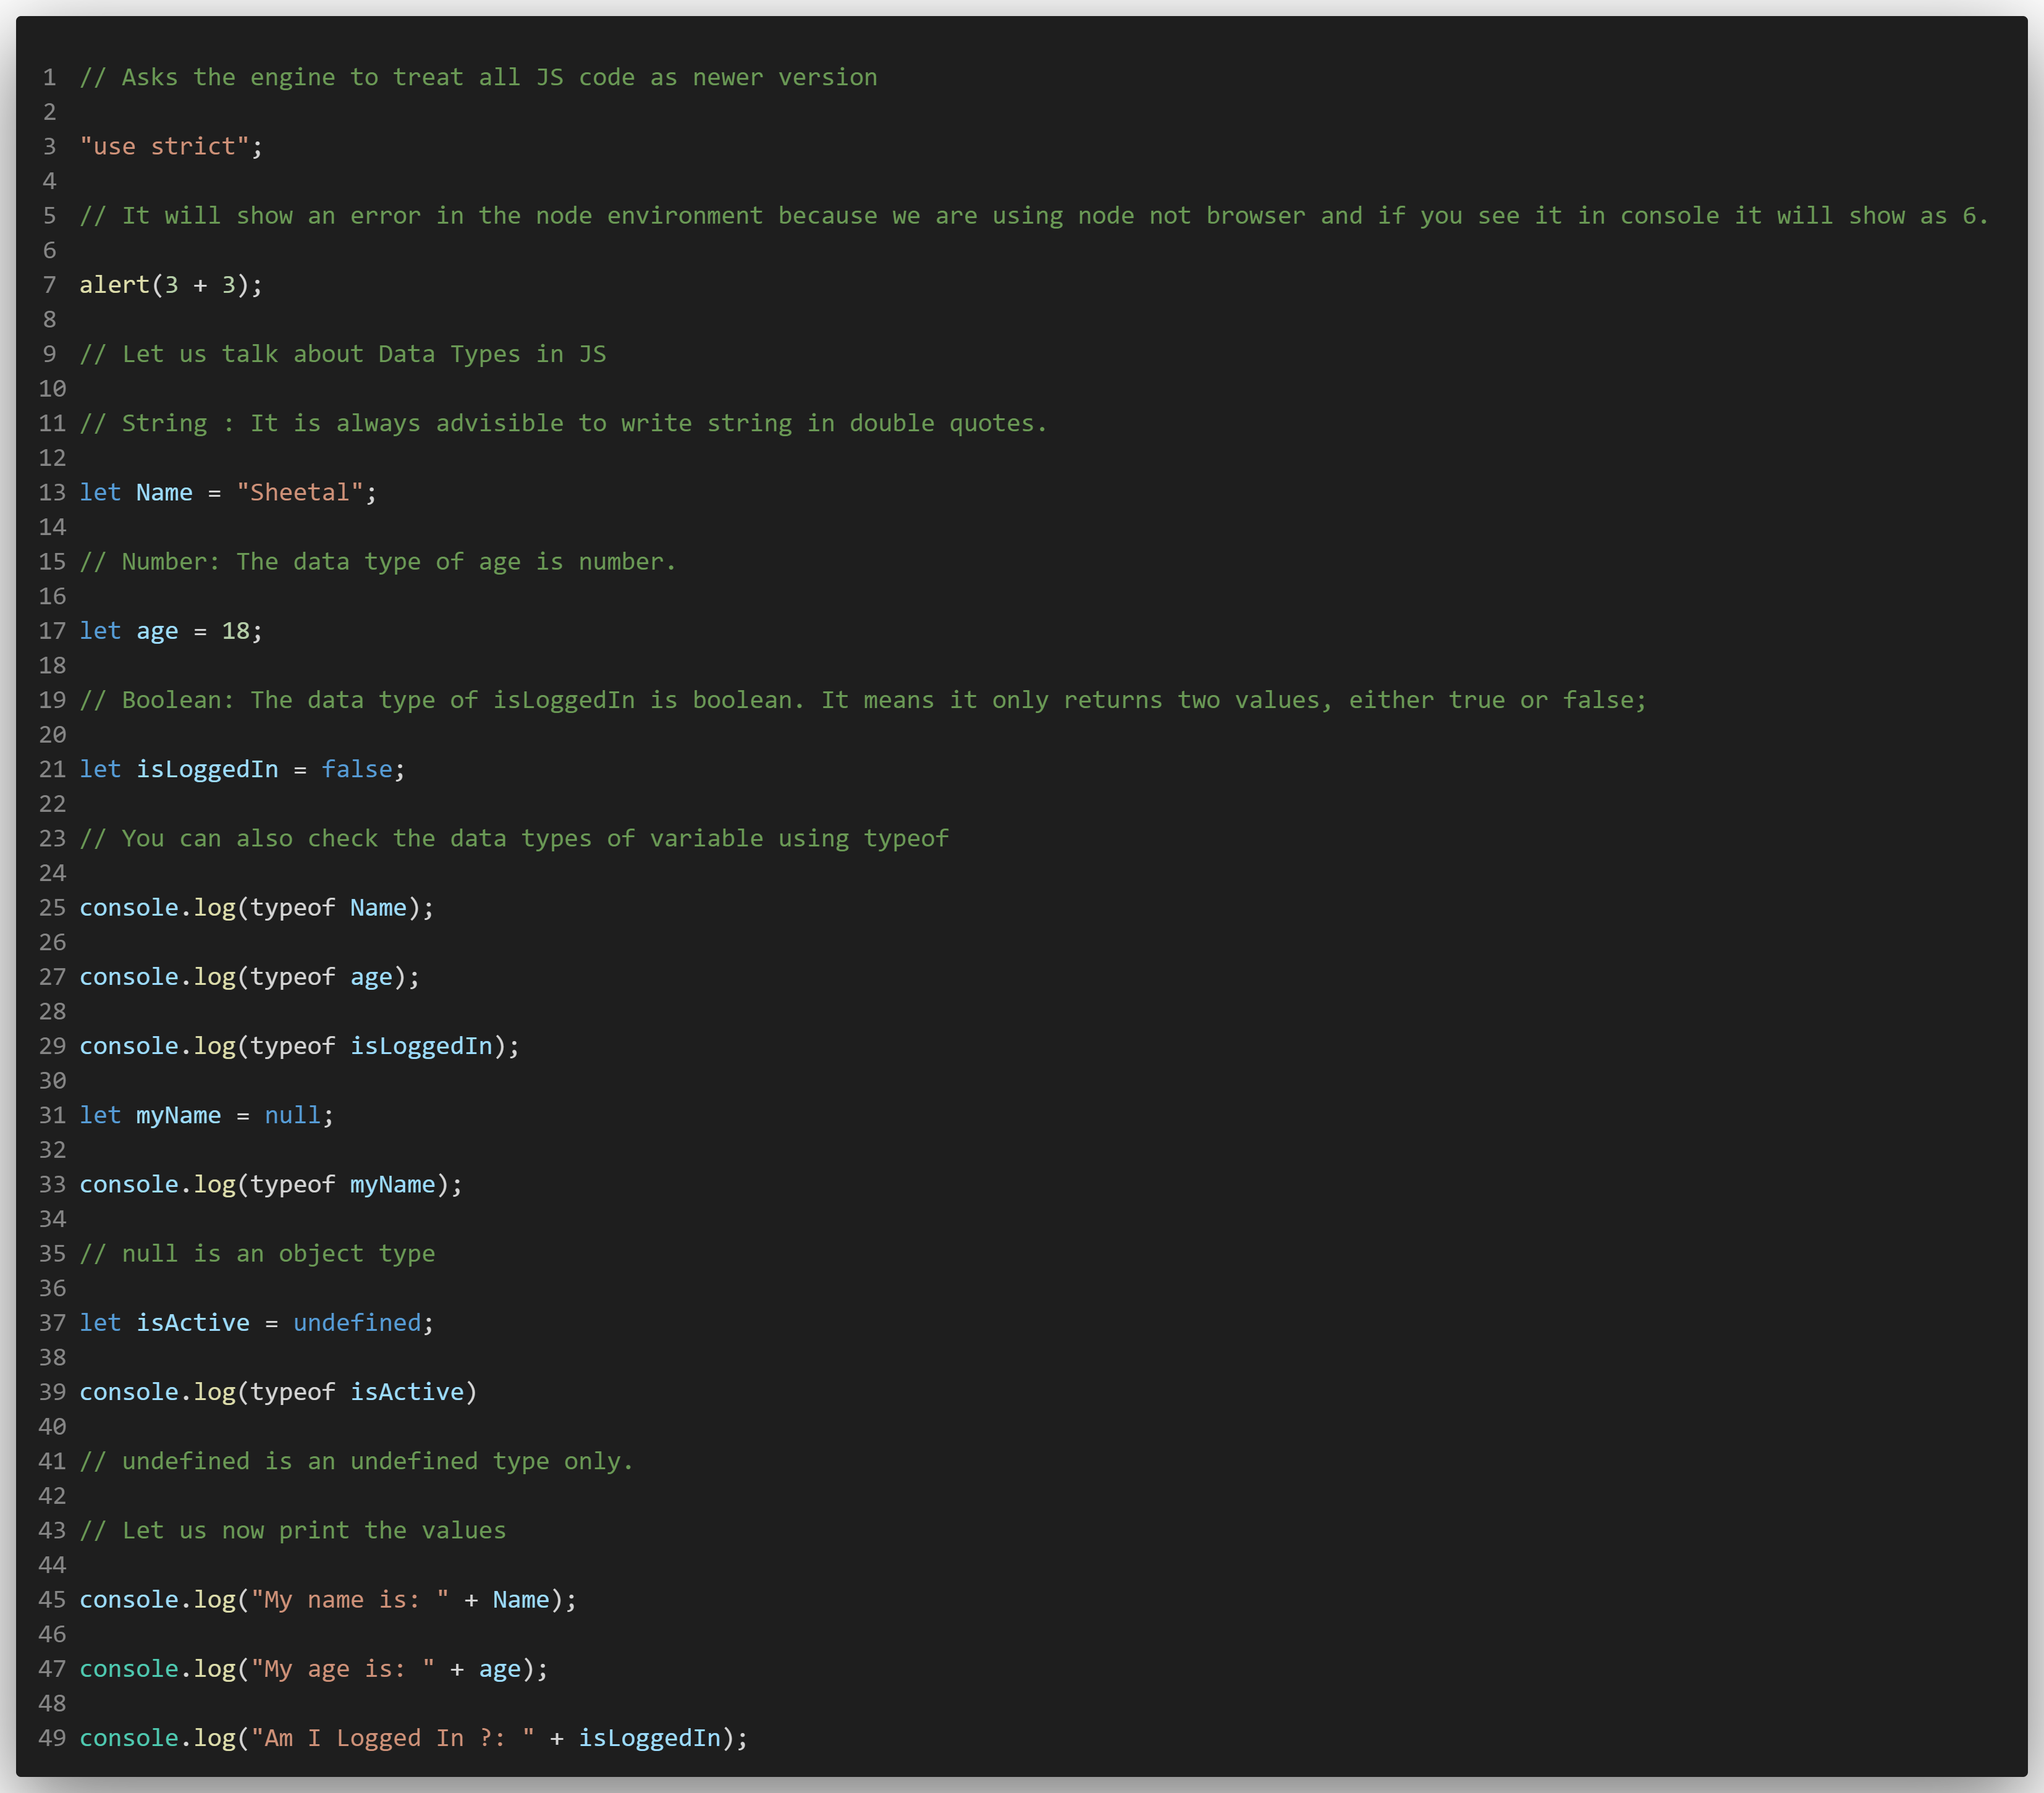 1 // Asks the engine to treat all JS code as newer version
2
3 "use strict";
4
5 // It will show an error in the node environment because we are using node not browser and if you see it in console it will show as 6.
6
7 alert(3 + 3);
8
9 // Let us talk about Data Types in JS
10
11 // String : It is always advisible to write string in double quotes.
12
13 let Name = "Sheetal";
14
15 // Number: The data type of age is number.
16
17 let age = 18;
18
19 // Boolean: The data type of isLoggedIn is boolean. It means it only returns two values, either true or false;
20
21 let isLoggedIn = false;
22
23 // You can also check the data types of variable using typeof
24
25 console.log(typeof Name);
26
27 console.log(typeof age);
28
29 console.log(typeof isLoggedIn);
30
31 let myName = null;
32
33 console.log(typeof myName);
34
35 // null is an object type
36
37 let isActive = undefined;
38
39 console.log(typeof isActive)
40
41 // undefined is an undefined type only.
42
43 // Let us now print the values
44
45 console.log("My name is: " + Name);
46
47 console.log("My age is: " + age);
48
49 console.log("Am I Logged In ?: " + isLoggedIn);